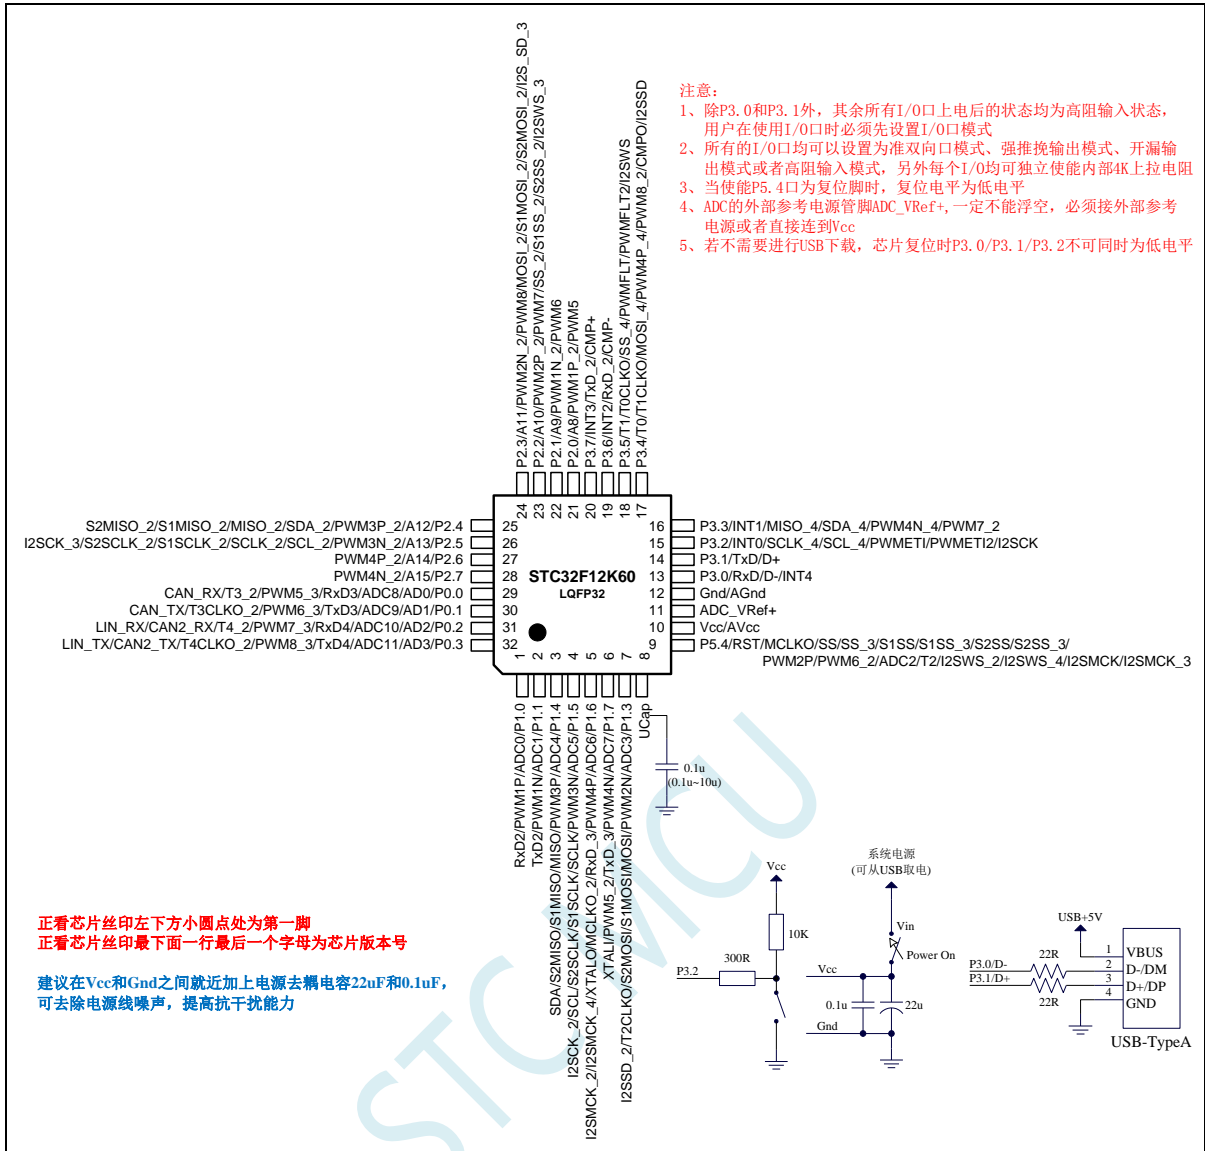 注意：
1、除P3.0和P3.1外，其余所有I/O口上电后的状态均为高阻输入状态，
用户在使用I/O口时必须先设置I/O口模式
2、所有的I/O口均可以设置为准双向口模式、强推挽输出模式、开漏输
出模式或者高阻输入模式，另外每个I/O均可独立使能内部4K上拉电阻
3、当使能P5.4口为复位脚时，复位电平为低电平
4、ADC的外部参考电源管脚ADC_VRef+,一定不能浮空，必须接外部参考
电源或者直接连到Vcc
5、若不需要进行USB下载，芯片复位时P3.0/P3.1/P3.2不可同时为低电平
P2.3/A11/PWM2N_2/PWM8/MOSI_2/S1MOSI_2/S2MOSI_2/I2S_SD_3
P2.2/A10/PWM2P_2/PWM7/SS_2/S1SS_2/S2SS_2/I2SWS_3
P2.1/A9/PWM1N_2/PWM6
P2.0/A8/PWM1P_2/PWM5
P3.7/INT3/TxD_2/CMP+
P3.6/INT2/RxD_2/CMP-
P3.5/T1/T0CLKO/SS_4/PWMFLT/PWMFLT2/I2SWS
P3.4/T0/T1CLKO/MOSI_4/PWM4P_4/PWM8_2/CMPO/I2SSD
24 23 22 21 20 19 18 17
S2MISO_2/S1MISO_2/MISO_2/SDA_2/PWM3P_2/A12/P2.4 25
I2SCK_3/S2SCLK_2/S1SCLK_2/SCLK_2/SCL_2/PWM3N_2/A13/P2.5 26
PWM4P_2/A14/P2.6 27
PWM4N_2/A15/P2.7 28
CAN_RX/T3_2/PWM5_3/RxD3/ADC8/AD0/P0.0 29
CAN_TX/T3CLKO_2/PWM6_3/TxD3/ADC9/AD1/P0.1 30
LIN_RX/CAN2_RX/T4_2/PWM7_3/RxD4/ADC10/AD2/P0.2 31
LIN_TX/CAN2_TX/T4CLKO_2/PWM8_3/TxD4/ADC11/AD3/P0.3 32
STC32F12K60
LQFP32
16 P3.3/INT1/MISO_4/SDA_4/PWM4N_4/PWM7_2
15 P3.2/INT0/SCLK_4/SCL_4/PWMETI/PWMETI2/I2SCK
14 P3.1/TxD/D+
13 P3.0/RxD/D-/INT4
12 Gnd/AGnd
11 ADC_VRef+
10 Vcc/AVcc
9 P5.4/RST/MCLKO/SS/SS_3/S1SS/S1SS_3/S2SS/S2SS_3/
PWM2P/PWM6_2/ADC2/T2/I2SWS_2/I2SWS_4/I2SMCK/I2SMCK_3
1 2 3 4 5 6 7 8
RxD2/PWM1P/ADC0/P1.0
TxD2/PWM1N/ADC1/P1.1
SDA/S2MISO/S1MISO/MISO/PWM3P/ADC4/P1.4
I2SCK_2/SCL/S2SCLK/S1SCLK/SCLK/PWM3N/ADC5/P1.5
I2SMCK_2/I2SMCK_4/XTALO/MCLKO_2/RxD_3/PWM4P/ADC6/P1.6
XTALI/PWM5_2/TxD_3/PWM4N/ADC7/P1.7
I2SSD_2/T2CLKO/S2MOSI/S1MOSI/MOSI/PWM2N/ADC3/P1.3
UCap
0.1u
(0.1u~10u)
正看芯片丝印左下方小圆点处为第一脚
正看芯片丝印最下面一行最后一个字母为芯片版本号
建议在Vcc和Gnd之间就近加上电源去耦电容22uF和0.1uF，
可去除电源线噪声，提高抗干扰能力
Vcc
10K
300R
P3.2
系统电源
(可从USB取电)
Vin
Power On
Vcc
0.1u
22u
Gnd
USB+5V
P3.0/D-
P3.1/D+
22R
22R
1 VBUS
2 D-/DM
3 D+/DP
4 GND
USB-TypeA
STC MCU